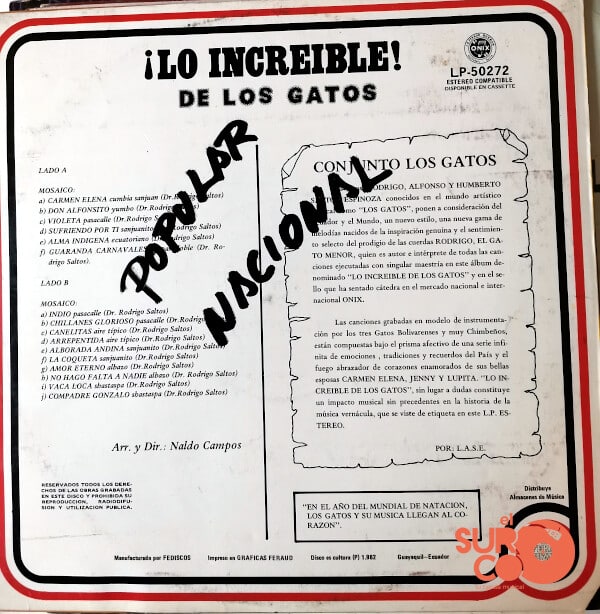 ¡LO INCREIBLE!
DE LOS GATOS
ONIX
LP-50272
ESTEREO COMPATIBLE
DISPONIBLE EN CASSETTE
POPULAR
NACIONAL
LADO A
MOSAICO:
a) CARMEN ELENA cumbia sanjuan (Dr. Rodrigo Saltos)
b) DON ALFONSITO yumbo (Dr. Rodrigo
c) VIOLETA pasacalle (Dr. Rodrigo Saltos)
d) SUFRIENDO POR TI sanjuanito (Dr. Rodrigo
e) ALMA INDIGENA ecuatorismo (Dr. Rodrigo
f) GUARANDA CARNAVALES (Dr. Ro-
drigo Saltos).
LADO B
MOSAICO:
a) INDIO pasacalle (Dr. Rodrigo Saltos)
b) CHILLANES GLORIOSO pasacalle (Dr. Rodrigo Saltos)
c) CANELITAS aire típico (Dr. Rodrigo Saltos)
d) ARREPENTIDA aire típico (Dr. Rodrigo Saltos)
e) ALBORADA ANDINA sanjuanito (Dr. Rodrigo Saltos)
f) LA COQUETA sanjuanito (Dr. Rodrigo Saltos)
g) AMOR ETERNO albazo (Dr. Rodrigo Saltos)
h) NO HAGO FALTA A NADIE albazo (Dr. Rodrigo Saltos)
i) VACA LOCA sbastaspa (Dr. Rodrigo Saltos)
j) COMPADRE GONZALO sbastaspa (Dr. Rodrigo Saltos)
Arr. y Dir.: Naldo Campos
RESERVADOS TODOS LOS DERE-
CHOS DE LAS OBRAS GRABADAS
EN ESTE DISCO Y PROHIBIDA SU
REPRODUCCION, RADIODIFU-
SION Y UTILIZACION PUBLICA.
CONJUNTO LOS GATOS
RODRIGO, ALFONSO Y HUMBERTO
ESPINOZA conocidos en el mundo artístico
como "LOS GATOS", ponen a consideración del
y el Mundo, un nuevo estilo, una nueva gama de
melodías nacidos de la inspiración genuina y el sentimien-
to selecto del prodigio de las cuerdas RODRIGO, EL GA-
TO MENOR, quien es autor e intérprete de todas las can-
ciones ejecutadas con singular maestría en este álbum de-
nominado "LO INCREIBLE DE LOS GATOS" y en el se-
llo que ha sentado cátedra en el mercado nacional e inter-
nacional ONIX.
Las canciones grabadas en modelo de instrumenta-
ción por los tres Gatos Bolivarenses y muy Chimbeños,
están compuestas bajo el prisma afectivo de una serie infi-
nita de emociones , tradiciones y recuerdos del País y el
fuego abrazador de corazones enamorados de sus bellas
esposas CARMEN ELENA, JENNY Y LUPITA. "LO IN-
CREIBLE DE LOS GATOS", sin lugar a dudas constituye
un impacto musical sin precedentes en la historia de la
música vernácula, que se viste de etiqueta en este L.P. ES-
TEREO.
POR: L.A.S.E.
"EN EL AÑO DEL MUNDIAL DE NATACION,
LOS GATOS Y SU MUSICA LLEGAN AL CO-
RAZON".
Distribuye
Almacenes de Música
Manufacturado por FEDISCOS Impreso en GRAFICAS FERAUD Disco es cultura (P) 1.982 Guayaquil—Ecuador
el
SUR
CO
musical